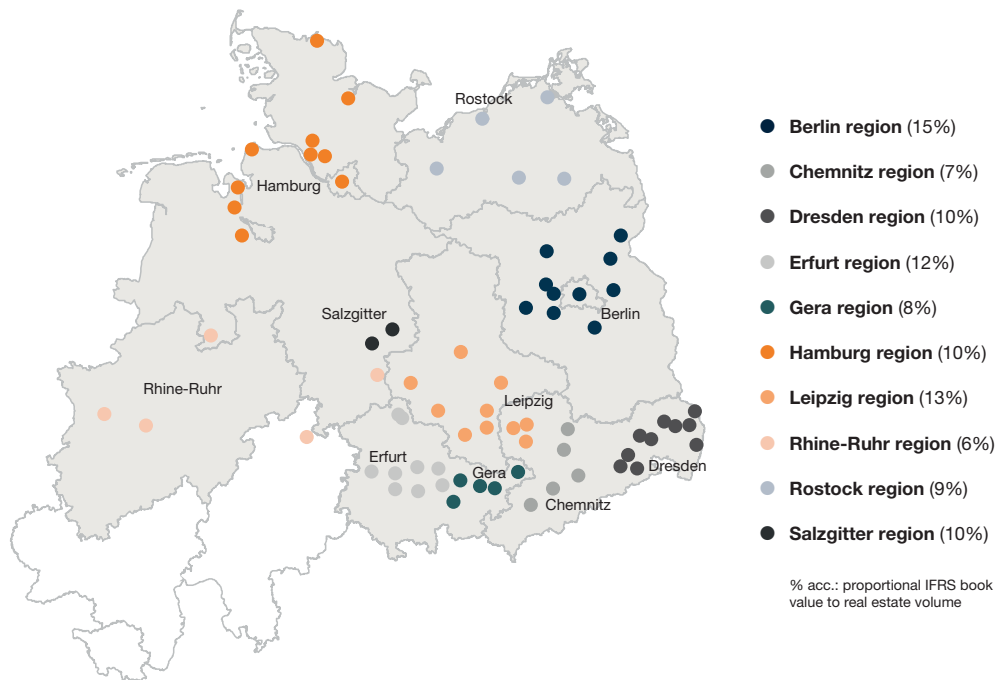 Rostock
Hamburg
Salzgitter
Berlin
Rhine-Ruhr
Leipzig
Erfurt
Gera
Dresden
Chemnitz
Berlin region (15%)
Chemnitz region (7%)
Dresden region (10%)
Erfurt region (12%)
Gera region (8%)
Hamburg region (10%)
Leipzig region (13%)
Rhine-Ruhr region (6%)
Rostock region (9%)
Salzgitter region (10%)
% acc.: proportional IFRS book
value to real estate volume